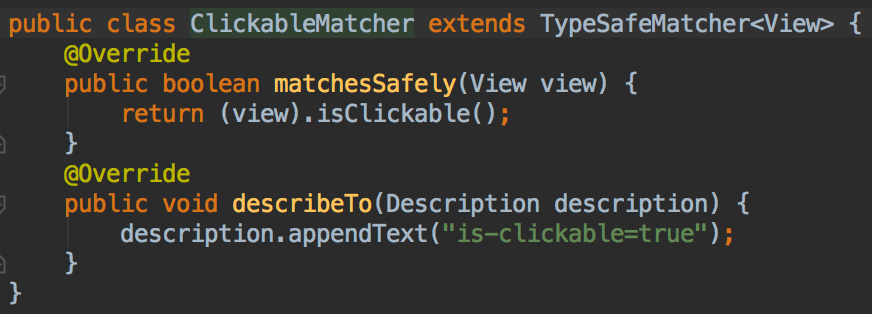 public class ClickableMatcher extends TypeSafeMatcher<View> {
    @Override
    public boolean matchesSafely(View view) {
        return (view).isClickable();
    }
    @Override
    public void describeTo(Description description) {
        description.appendText("is-clickable=true");
    }
}